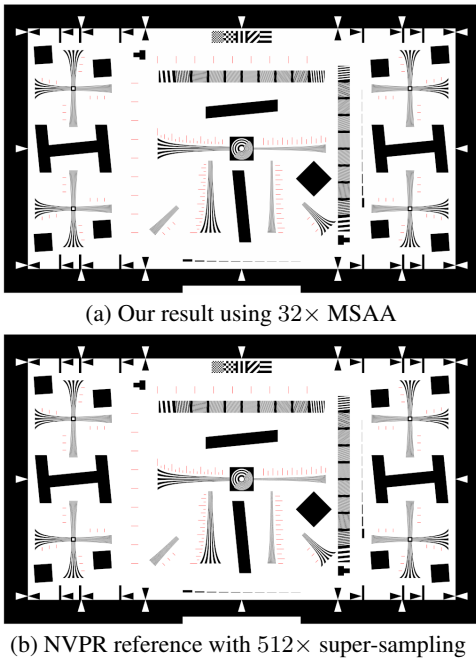 (a) Our result using 32× MSAA
(b) NVPR reference with 512× super-sampling